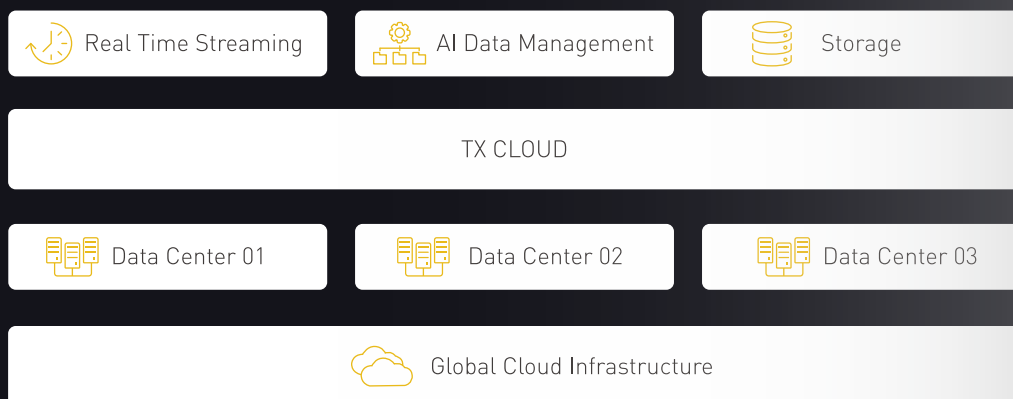 Real Time Streaming
AI Data Management
Storage
TX CLOUD
Data Center 01
Data Center 02
Data Center 03
Global Cloud Infrastructure